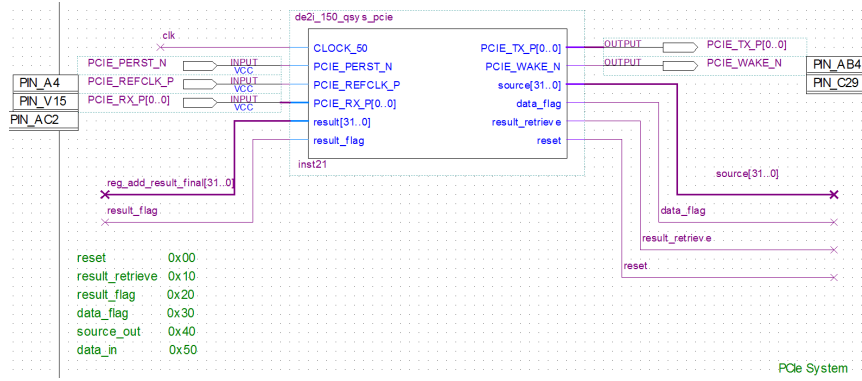 de2i_150_qsys_pcie
clk
CLOCK_50
PCIE_PERST_N
PCIE_REFCLK_P
PCIE_RX_P[0..0]
result[31..0]
result_flag
PCIE_TX_P[0..0]
PCIE_WAKE_N
source[31..0]
data_flag
result_retrieve
reset
inst21
PCIE_PERST_N INPUT VCC
PCIE_REFCLK_P INPUT VCC
PCIE_RX_P[0..0] INPUT VCC
PIN_A4
PIN_V15
PIN_AC2
OUTPUT PCIE_TX_P[0..0]
OUTPUT PCIE_WAKE_N
PIN_AB4
PIN_C29
reg_add_result_final[31..0]
result_flag
source[31..0]
data_flag
result_retrieve
reset
reset 0x00
result_retrieve 0x10
result_flag 0x20
data_flag 0x30
source_out 0x40
data_in 0x50
PCIe System